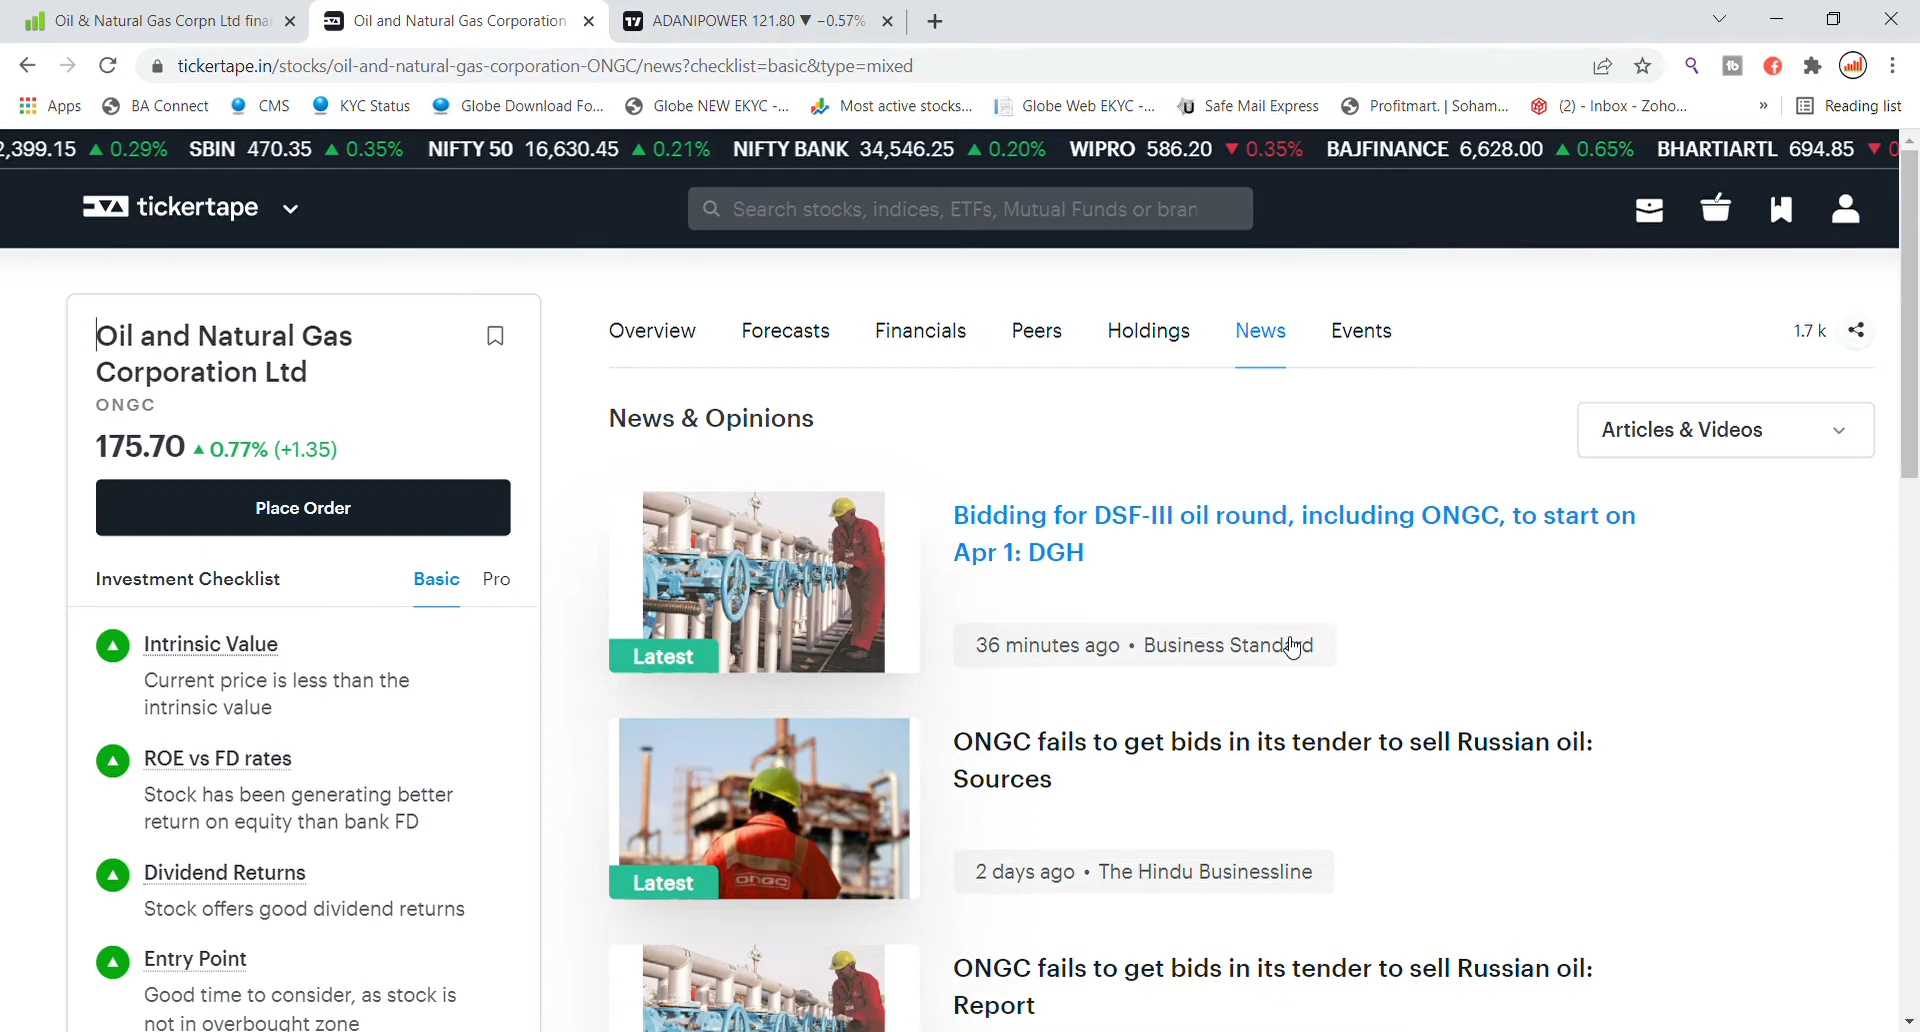 Oil & Natural Gas Corpn Ltd fina
Oil and Natural Gas Corporation
ADANIPOWER 121.80 ▼ −0.57%
tickertape.in/stocks/oil-and-natural-gas-corporation-ONGC/news?checklist=basic&type=mixed
Apps
BA Connect
CMS
KYC Status
Globe Download Fo...
Globe NEW EKYC -...
Most active stocks...
Globe Web EKYC -...
Safe Mail Express
Profitmart. | Soham...
(2) - Inbox - Zoho...
»
Reading list
2,399.15 ▲ 0.29% SBIN 470.35 ▲ 0.35% NIFTY 50 16,630.45 ▲ 0.21% NIFTY BANK 34,546.25 ▲ 0.20% WIPRO 586.20 ▼ 0.35% BAJFINANCE 6,628.00 ▲ 0.65% BHARTIARTL 694.85 ▼ 0
tickertape
Search stocks, indices, ETFs, Mutual Funds or bran
Oil and Natural Gas
Corporation Ltd
ONGC
175.70 ▲ 0.77% (+1.35)
Place Order
Investment Checklist
Basic
Pro
Intrinsic Value
Current price is less than the
intrinsic value
ROE vs FD rates
Stock has been generating better
return on equity than bank FD
Dividend Returns
Stock offers good dividend returns
Entry Point
Good time to consider, as stock is
not in overbought zone
Overview
Forecasts
Financials
Peers
Holdings
News
Events
1.7 k
News & Opinions
Articles & Videos
Latest
Bidding for DSF-III oil round, including ONGC, to start on
Apr 1: DGH
36 minutes ago • Business Standard
Latest
ONGC fails to get bids in its tender to sell Russian oil:
Sources
2 days ago • The Hindu Businessline
ONGC fails to get bids in its tender to sell Russian oil:
Report